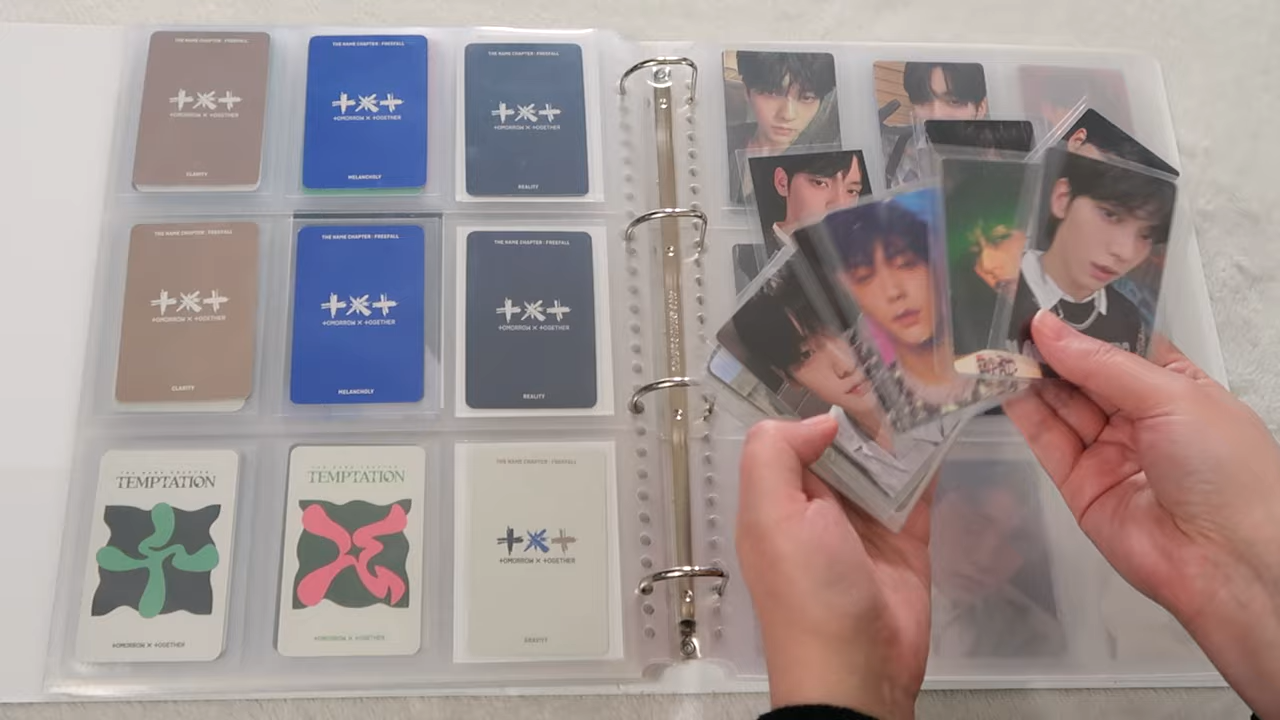 THE NAME CHAPTER : FREEFALL
TOMORROW X TOGETHER
CLARITY
THE NAME CHAPTER : FREEFALL
TOMORROW X TOGETHER
MELANCHOLY
THE NAME CHAPTER : FREEFALL
TOMORROW X TOGETHER
REALITY
THE NAME CHAPTER : FREEFALL
TOMORROW X TOGETHER
CLARITY
THE NAME CHAPTER : FREEFALL
TOMORROW X TOGETHER
MELANCHOLY
THE NAME CHAPTER : FREEFALL
TOMORROW X TOGETHER
REALITY
THE NAME CHAPTER:
TEMPTATION
TOMORROW X TOGETHER
THE NAME CHAPTER:
TEMPTATION
TOMORROW X TOGETHER
THE NAME CHAPTER : FREEFALL
TOMORROW X TOGETHER
GRAVITY